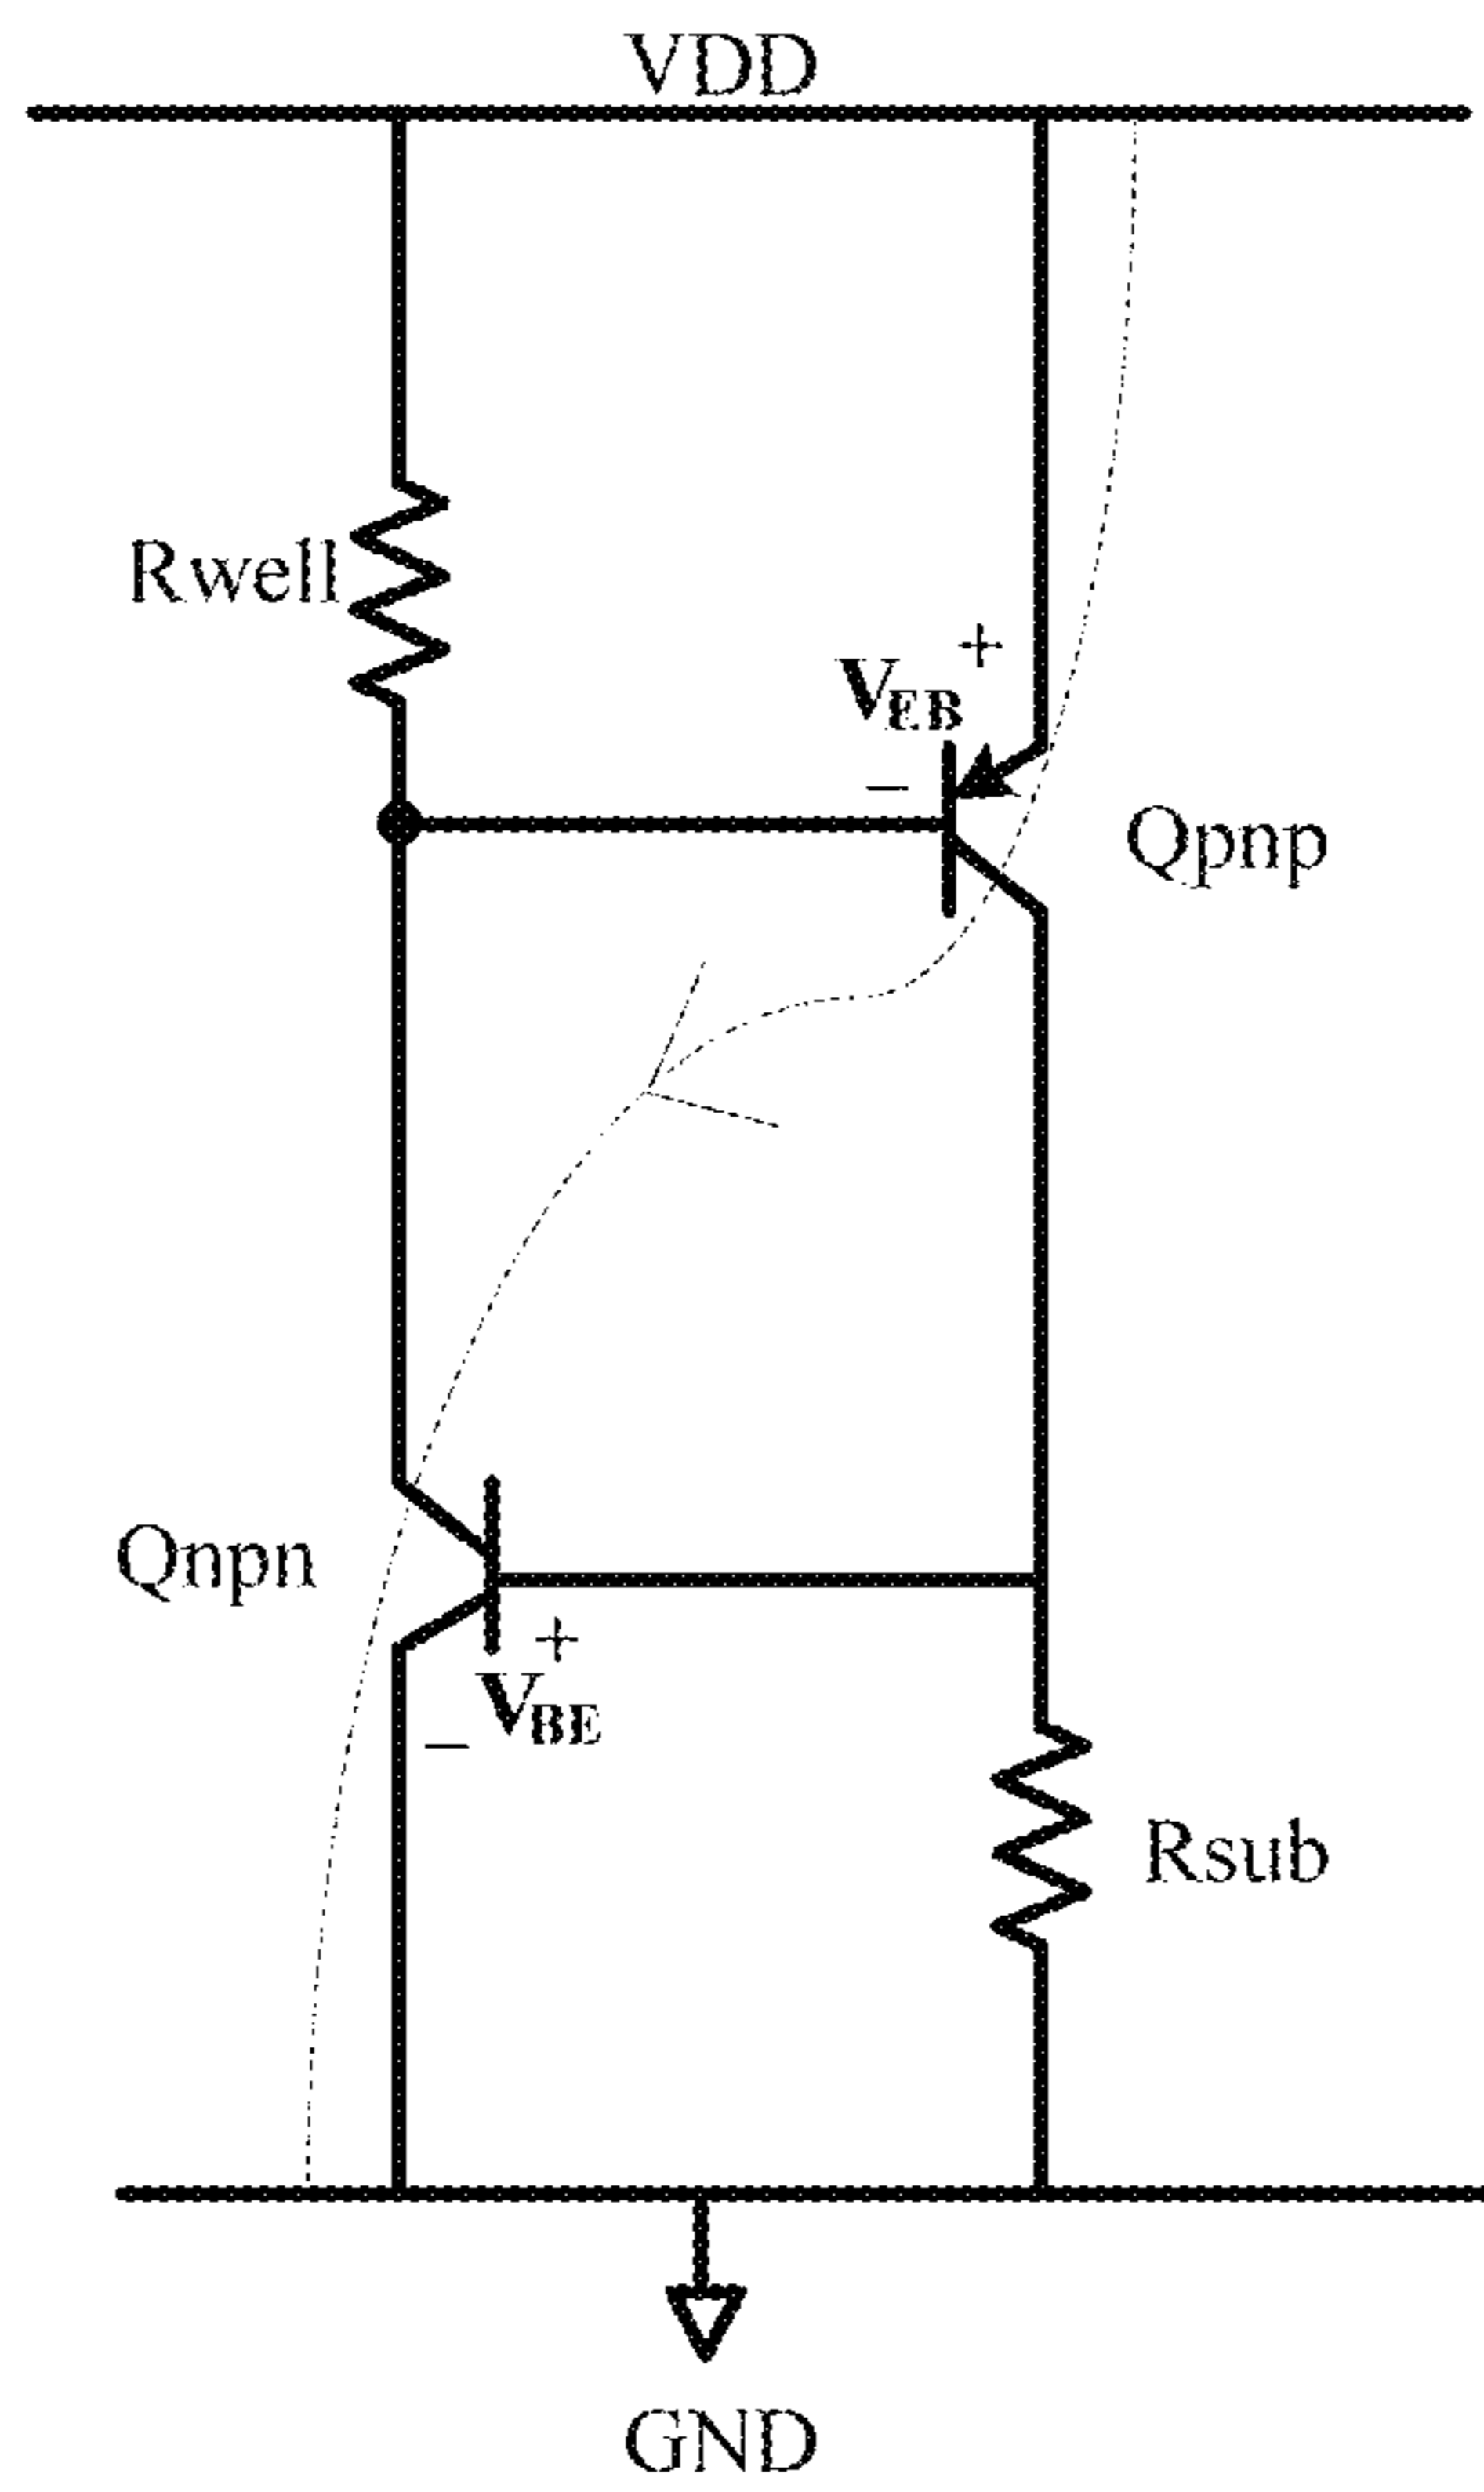 VDD
Rwell
+
VEB
−
Qpnp
Qnpn
+
VBE
−
Rsub
GND